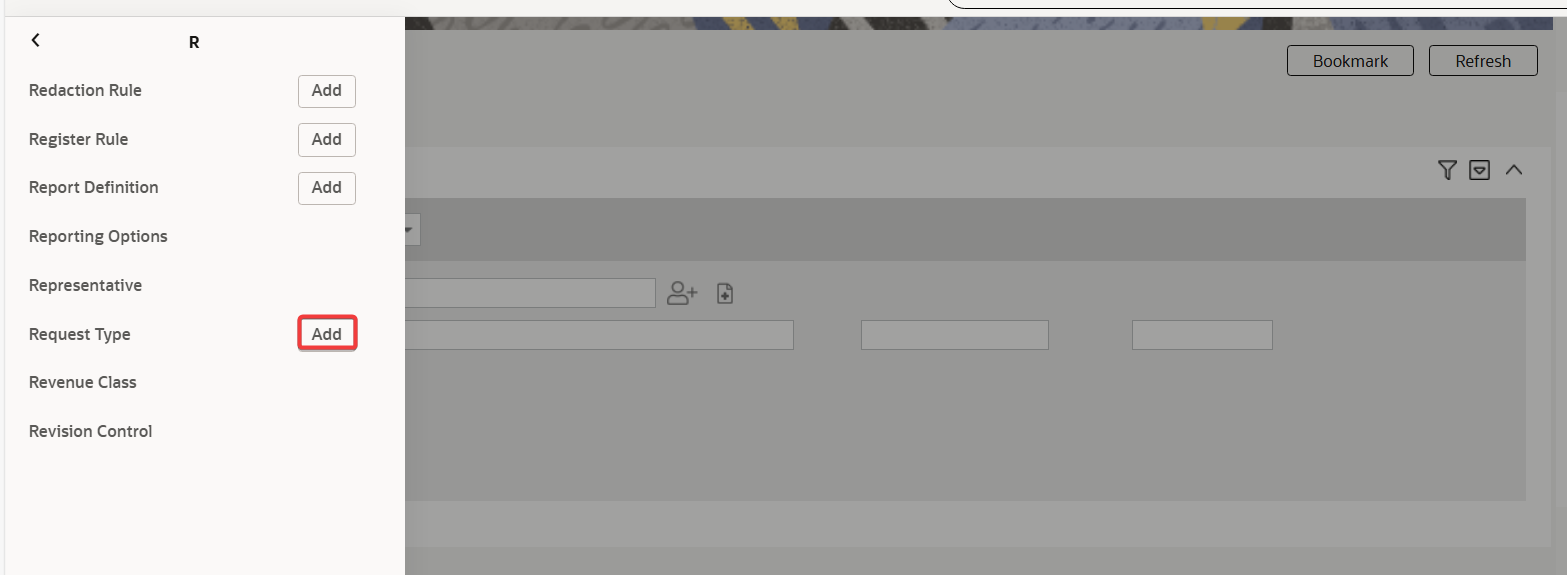 R
Redaction Rule Add
Register Rule Add
Report Definition Add
Reporting Options
Representative
Request Type Add
Revenue Class
Revision Control
Bookmark Refresh